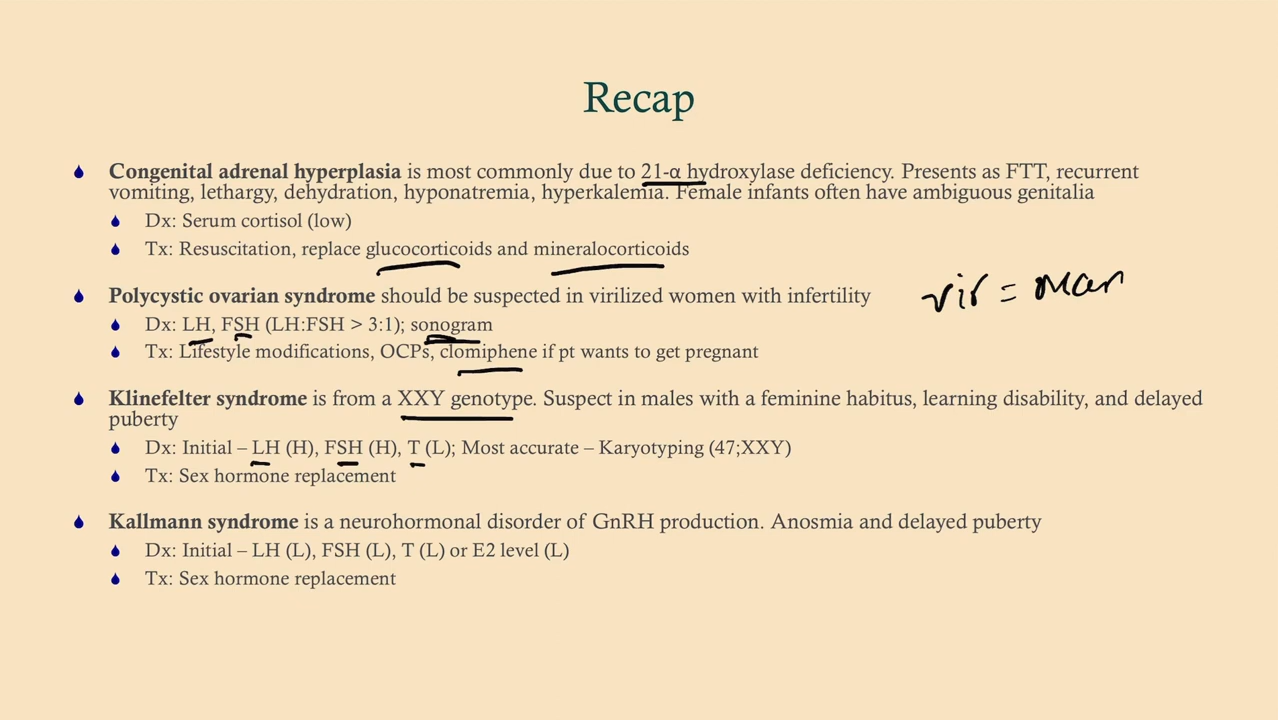 Recap
Congenital adrenal hyperplasia is most commonly due to 21-α hydroxylase deficiency. Presents as FTT, recurrent
vomiting, lethargy, dehydration, hyponatremia, hyperkalemia. Female infants often have ambiguous genitalia
Dx: Serum cortisol (low)
Tx: Resuscitation, replace glucocorticoids and mineralocorticoids
Polycystic ovarian syndrome should be suspected in virilized women with infertility
vir = man
Dx: LH, FSH (LH:FSH > 3:1); sonogram
Tx: Lifestyle modifications, OCPs, clomiphene if pt wants to get pregnant
Klinefelter syndrome is from a XXY genotype. Suspect in males with a feminine habitus, learning disability, and delayed
puberty
Dx: Initial – LH (H), FSH (H), T (L); Most accurate – Karyotyping (47;XXY)
Tx: Sex hormone replacement
Kallmann syndrome is a neurohormonal disorder of GnRH production. Anosmia and delayed puberty
Dx: Initial – LH (L), FSH (L), T (L) or E2 level (L)
Tx: Sex hormone replacement